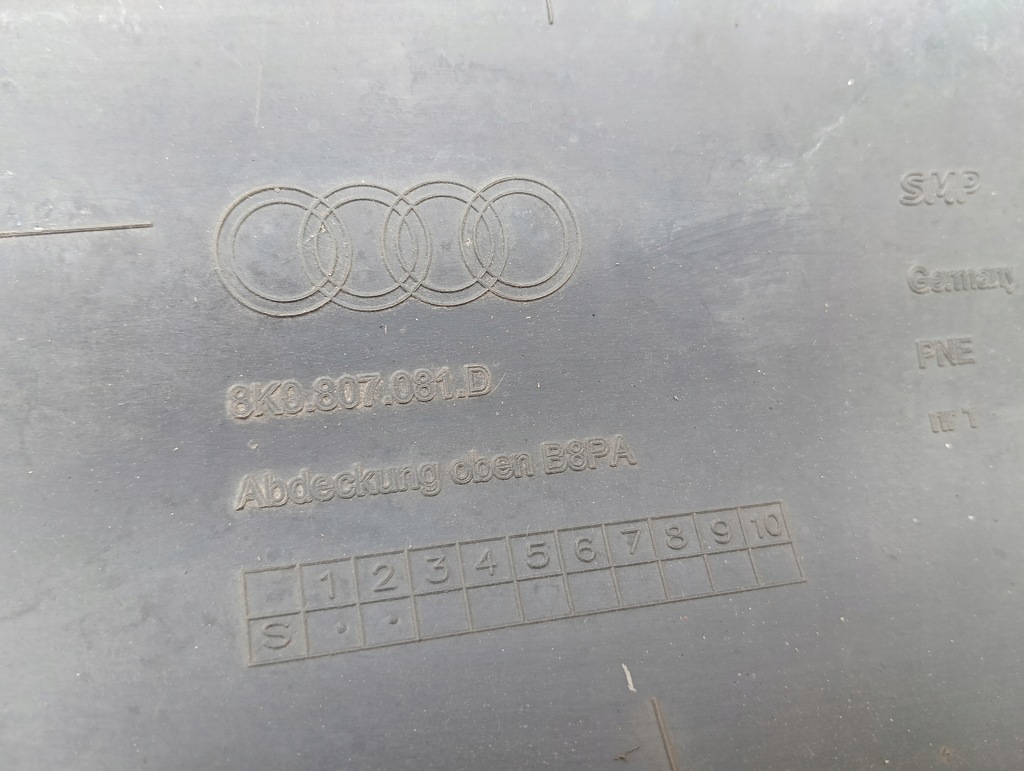 8K0.807.081.D
Abdeckung oben B8PA
1 2 3 4 5 6 7 8 9 10
S
SMP
Germany
PNE